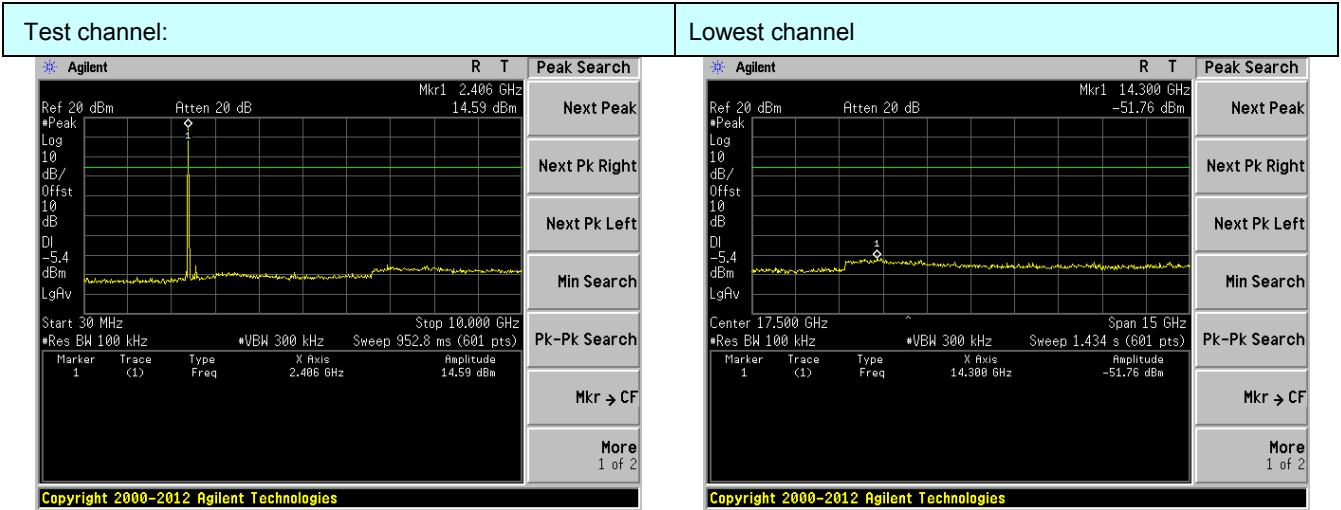 Test channel:
Lowest channel
Agilent R T Peak Search
Mkr1 2.406 GHz
Ref 20 dBm Atten 20 dB 14.59 dBm
#Peak
Log
10
dB/
Offst
10
dB
DI
-5.4
dBm
LgAv
1
Start 30 MHz Stop 10.000 GHz
#Res BW 100 kHz #VBW 300 kHz Sweep 952.8 ms (601 pts)
Marker Trace Type X Axis Amplitude
1 (1) Freq 2.406 GHz 14.59 dBm
Next Peak
Next Pk Right
Next Pk Left
Min Search
Pk-Pk Search
Mkr → CF
More
1 of 2
Copyright 2000-2012 Agilent Technologies
Agilent R T Peak Search
Mkr1 14.300 GHz
Ref 20 dBm Atten 20 dB -51.76 dBm
#Peak
Log
10
dB/
Offst
10
dB
DI
-5.4
dBm
LgAv
1
Center 17.500 GHz ^ Span 15 GHz
#Res BW 100 kHz #VBW 300 kHz Sweep 1.434 s (601 pts)
Marker Trace Type X Axis Amplitude
1 (1) Freq 14.300 GHz -51.76 dBm
Next Peak
Next Pk Right
Next Pk Left
Min Search
Pk-Pk Search
Mkr → CF
More
1 of 2
Copyright 2000-2012 Agilent Technologies